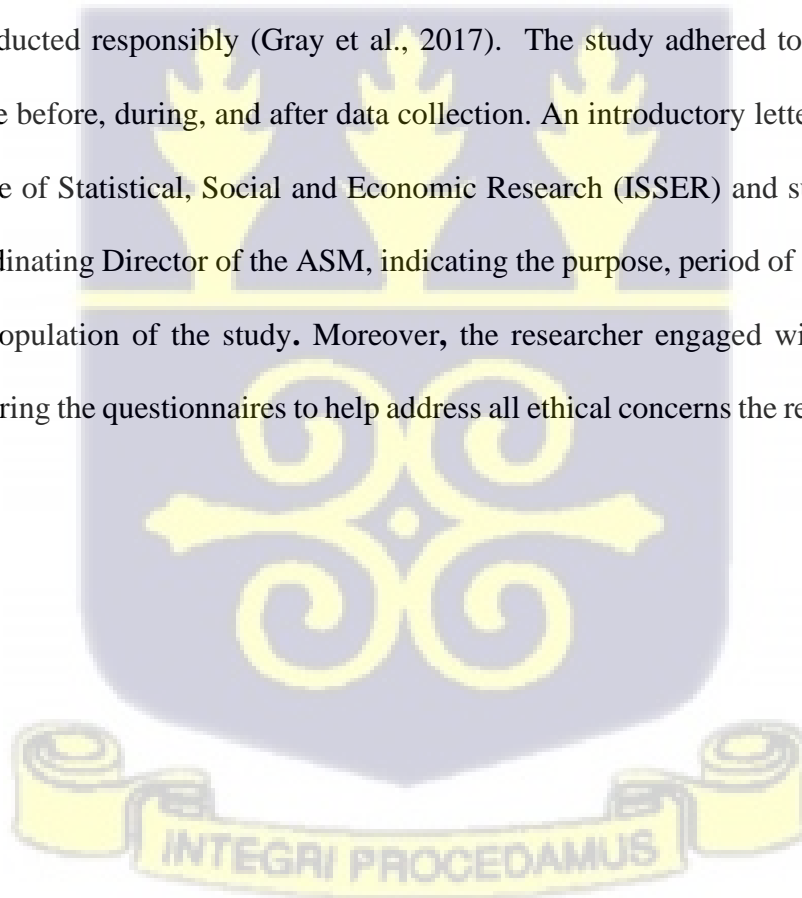 ducted responsibly (Gray et al., 2017). The study adhered to
e before, during, and after data collection. An introductory lette
e of Statistical, Social and Economic Research (ISSER) and s
dinating Director of the ASM, indicating the purpose, period of
opulation of the study. Moreover, the researcher engaged wi
ring the questionnaires to help address all ethical concerns the re
INTEGRI PROCEDAMUS